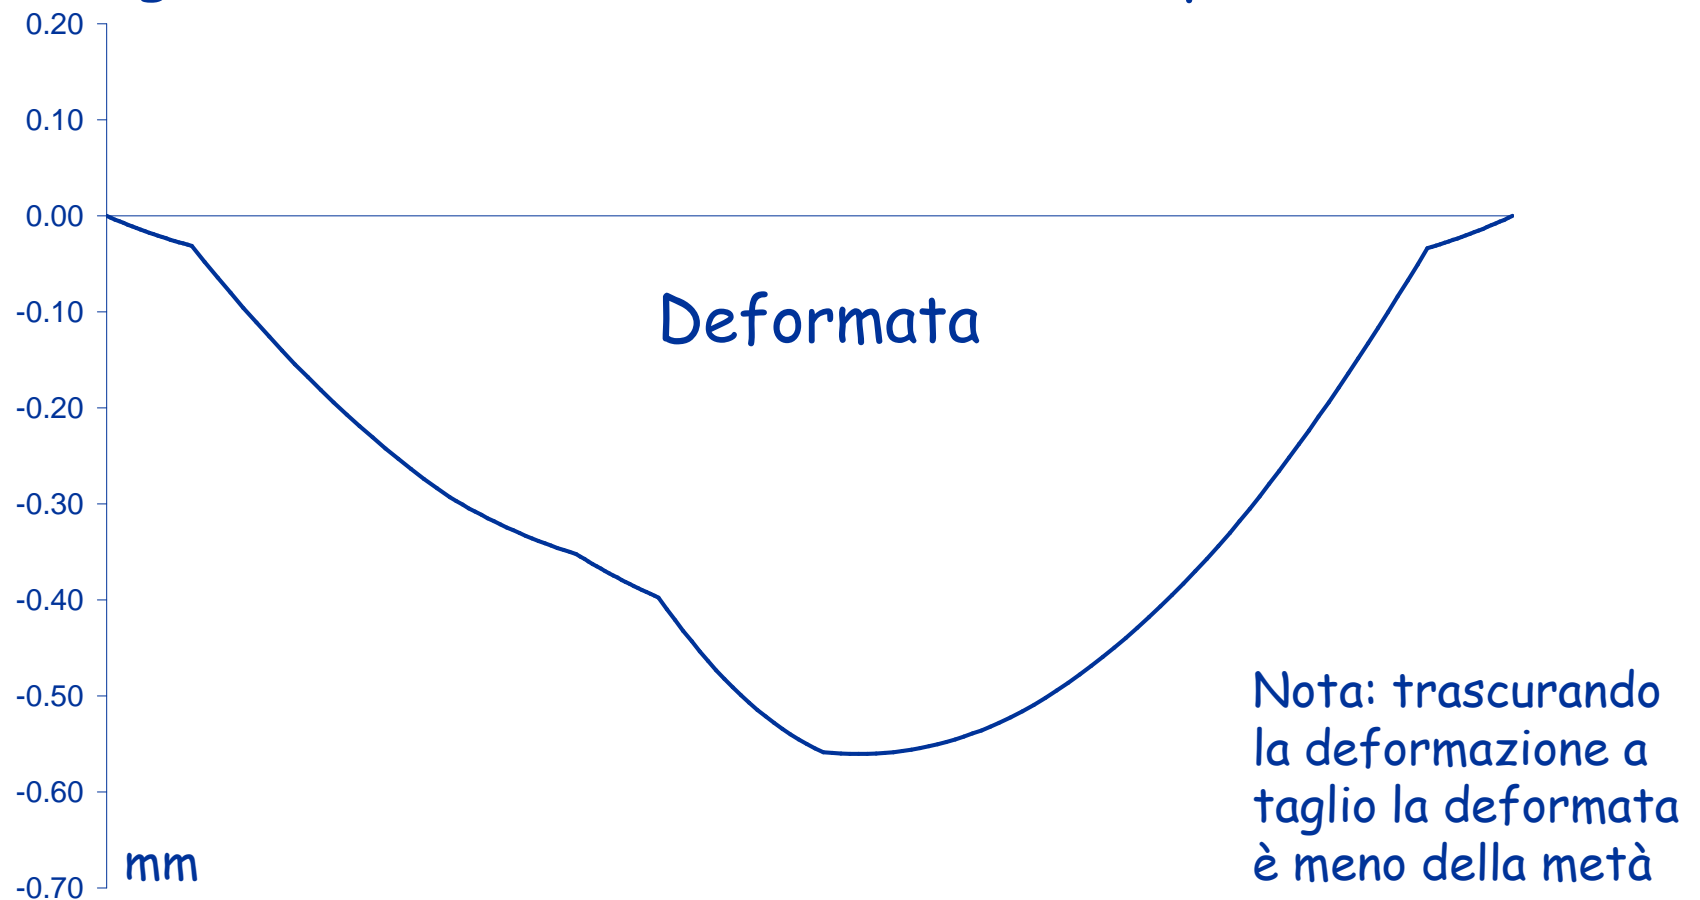 0.20
0.10
0.00
-0.10
Deformata
-0.20
-0.30
-0.40
-0.50
Nota: trascurando
la deformazione a
-0.60
taglio la deformata
mm
è meno della metà
-0.70